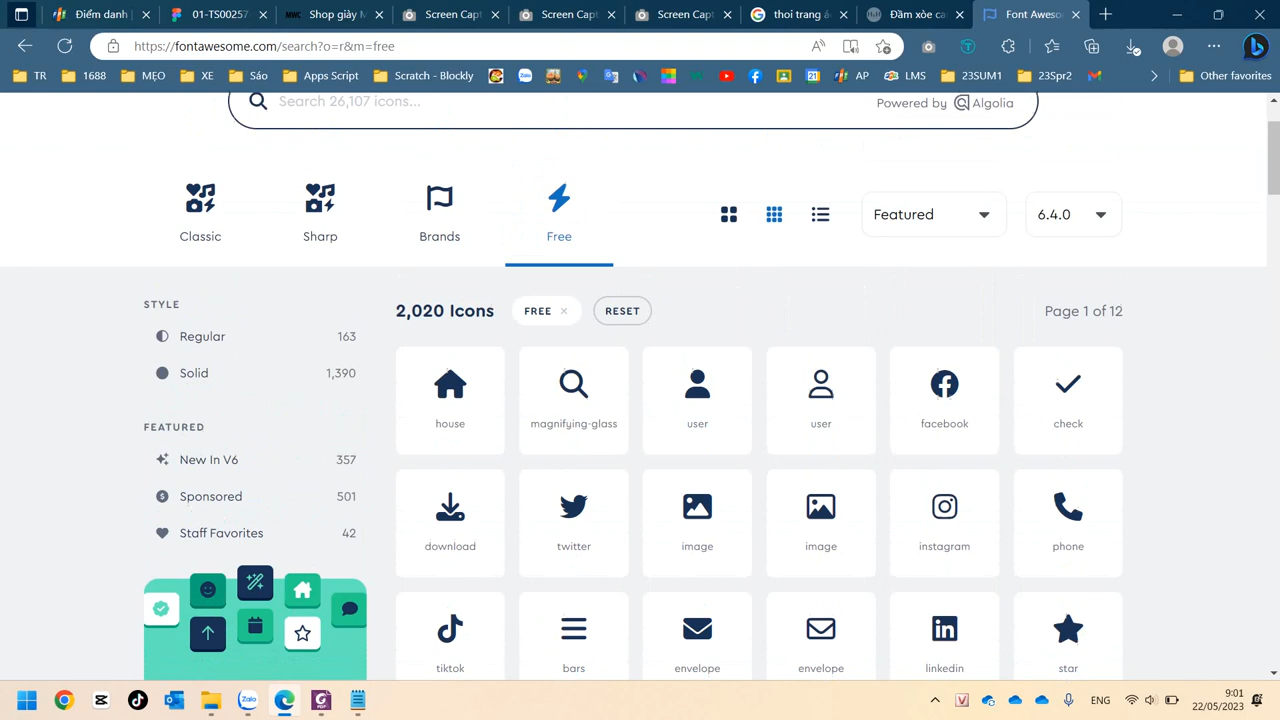 Điểm danh
01-TS00257
MWC Shop giày M
Screen Capt
Screen Capt
Screen Capt
thoi trang á
Đầm xòe ca
Font Aweso
https://fontawesome.com/search?o=r&m=free
TR
1688
MẸO
XE
Sáo
Apps Script
Scratch - Blockly
AP
LMS
23SUM1
23Spr2
Other favorites
Search 26,107 icons...
Powered by Algolia
Classic
Sharp
Brands
Free
Featured
6.4.0
STYLE
Regular 163
Solid 1,390
FEATURED
New In V6 357
Sponsored 501
Staff Favorites 42
2,020 Icons FREE × RESET Page 1 of 12
house
magnifying-glass
user
user
facebook
check
download
twitter
image
image
instagram
phone
tiktok
bars
envelope
envelope
linkedin
star
ENG
9:01
22/05/2023